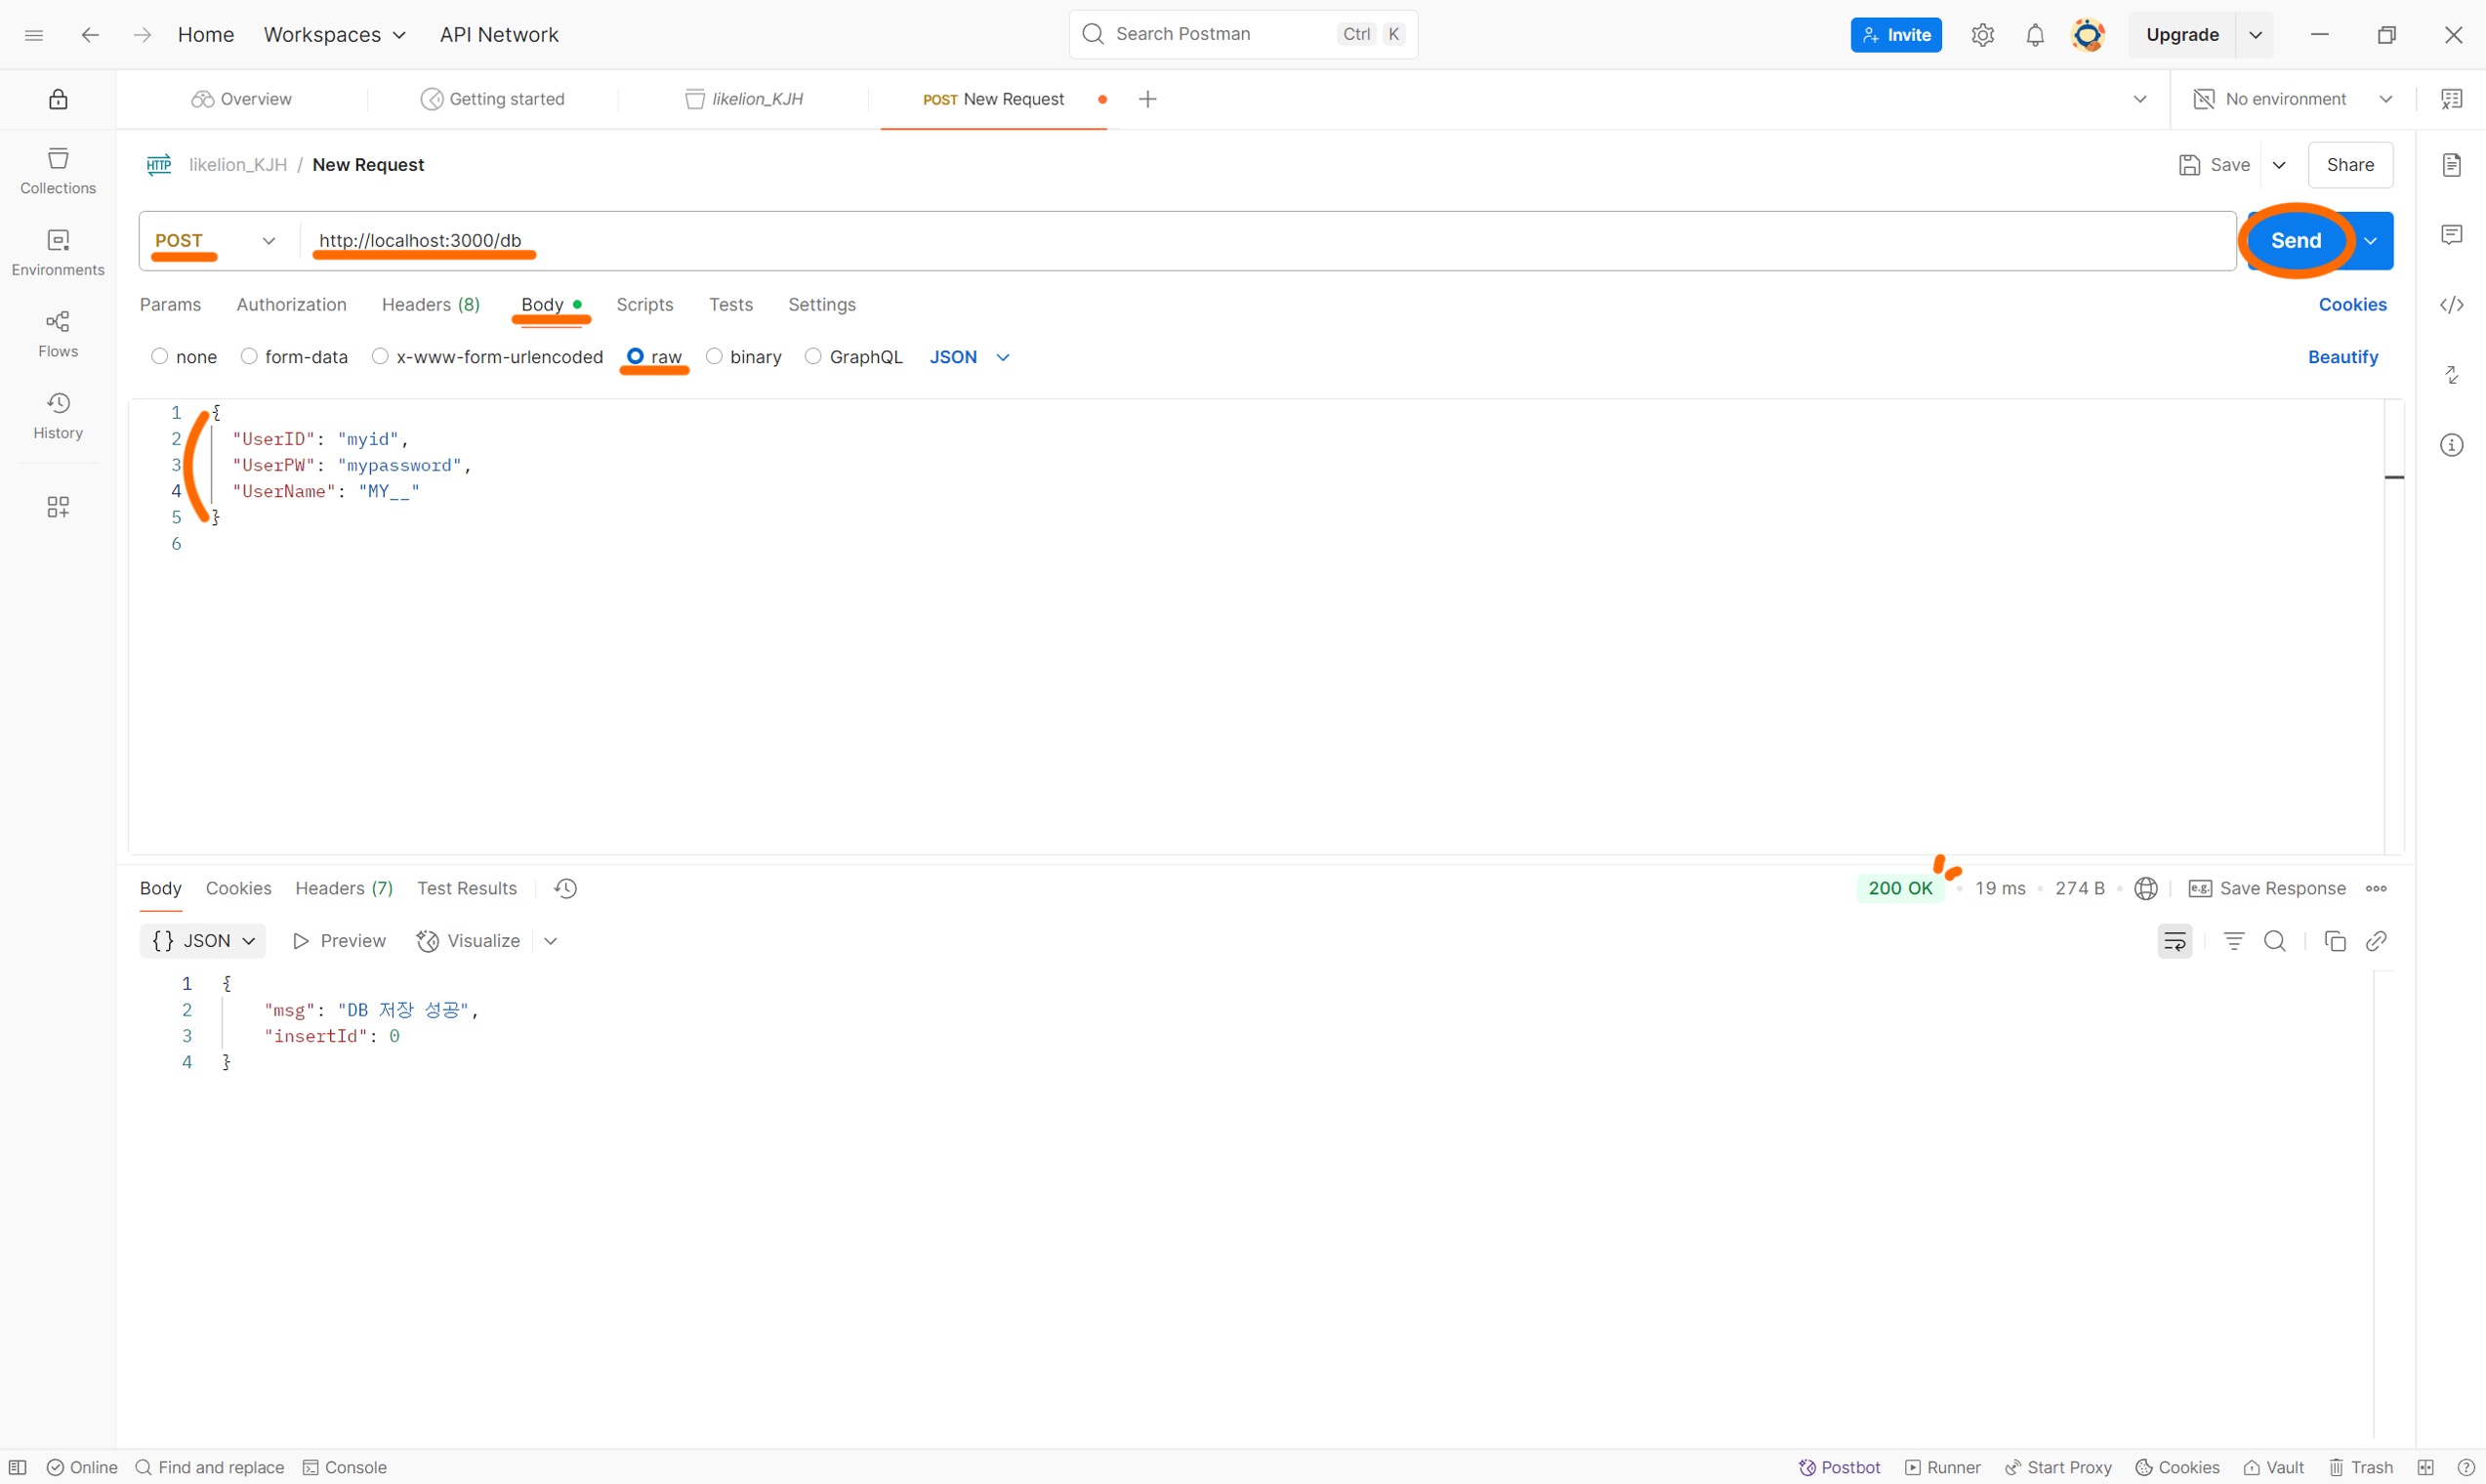 Home Workspaces API Network Search Postman Ctrl K Invite Upgrade
Overview Getting started likelion_KJH POST New Request No environment
HTTP likelion_KJH / New Request Save Share
Collections
POST http://localhost:3000/db Send
Environments
Params Authorization Headers (8) Body Scripts Tests Settings Cookies
Flows
none form-data x-www-form-urlencoded raw binary GraphQL JSON Beautify
History
1 {
2 "UserID": "myid",
3 "UserPW": "mypassword",
4 "UserName": "MY__"
5 }
6
Body Cookies Headers (7) Test Results 200 OK 19 ms 274 B e.g. Save Response
{} JSON Preview Visualize
1 {
2 "msg": "DB 저장 성공",
3 "insertId": 0
4 }
Online Find and replace Console Postbot Runner Start Proxy Cookies Vault Trash